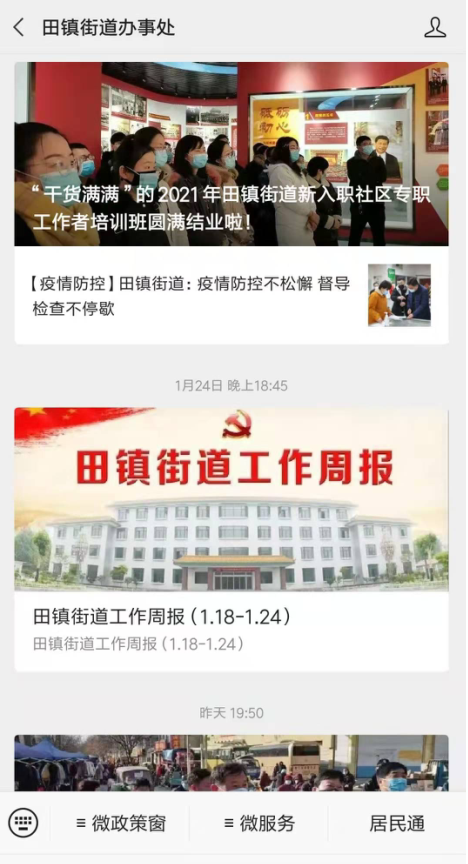 田镇街道办事处
“干货满满”的2021年田镇街道新入职社区专职
工作者培训班圆满结业啦！
【疫情防控】田镇街道：疫情防控不松懈 督导
检查不停歇
1月24日 晚上18:45
田镇街道工作周报
田镇街道工作周报（1.18-1.24）
田镇街道工作周报（1.18-1.24）
昨天 19:50
≡ 微政策窗
≡ 微服务
居民通